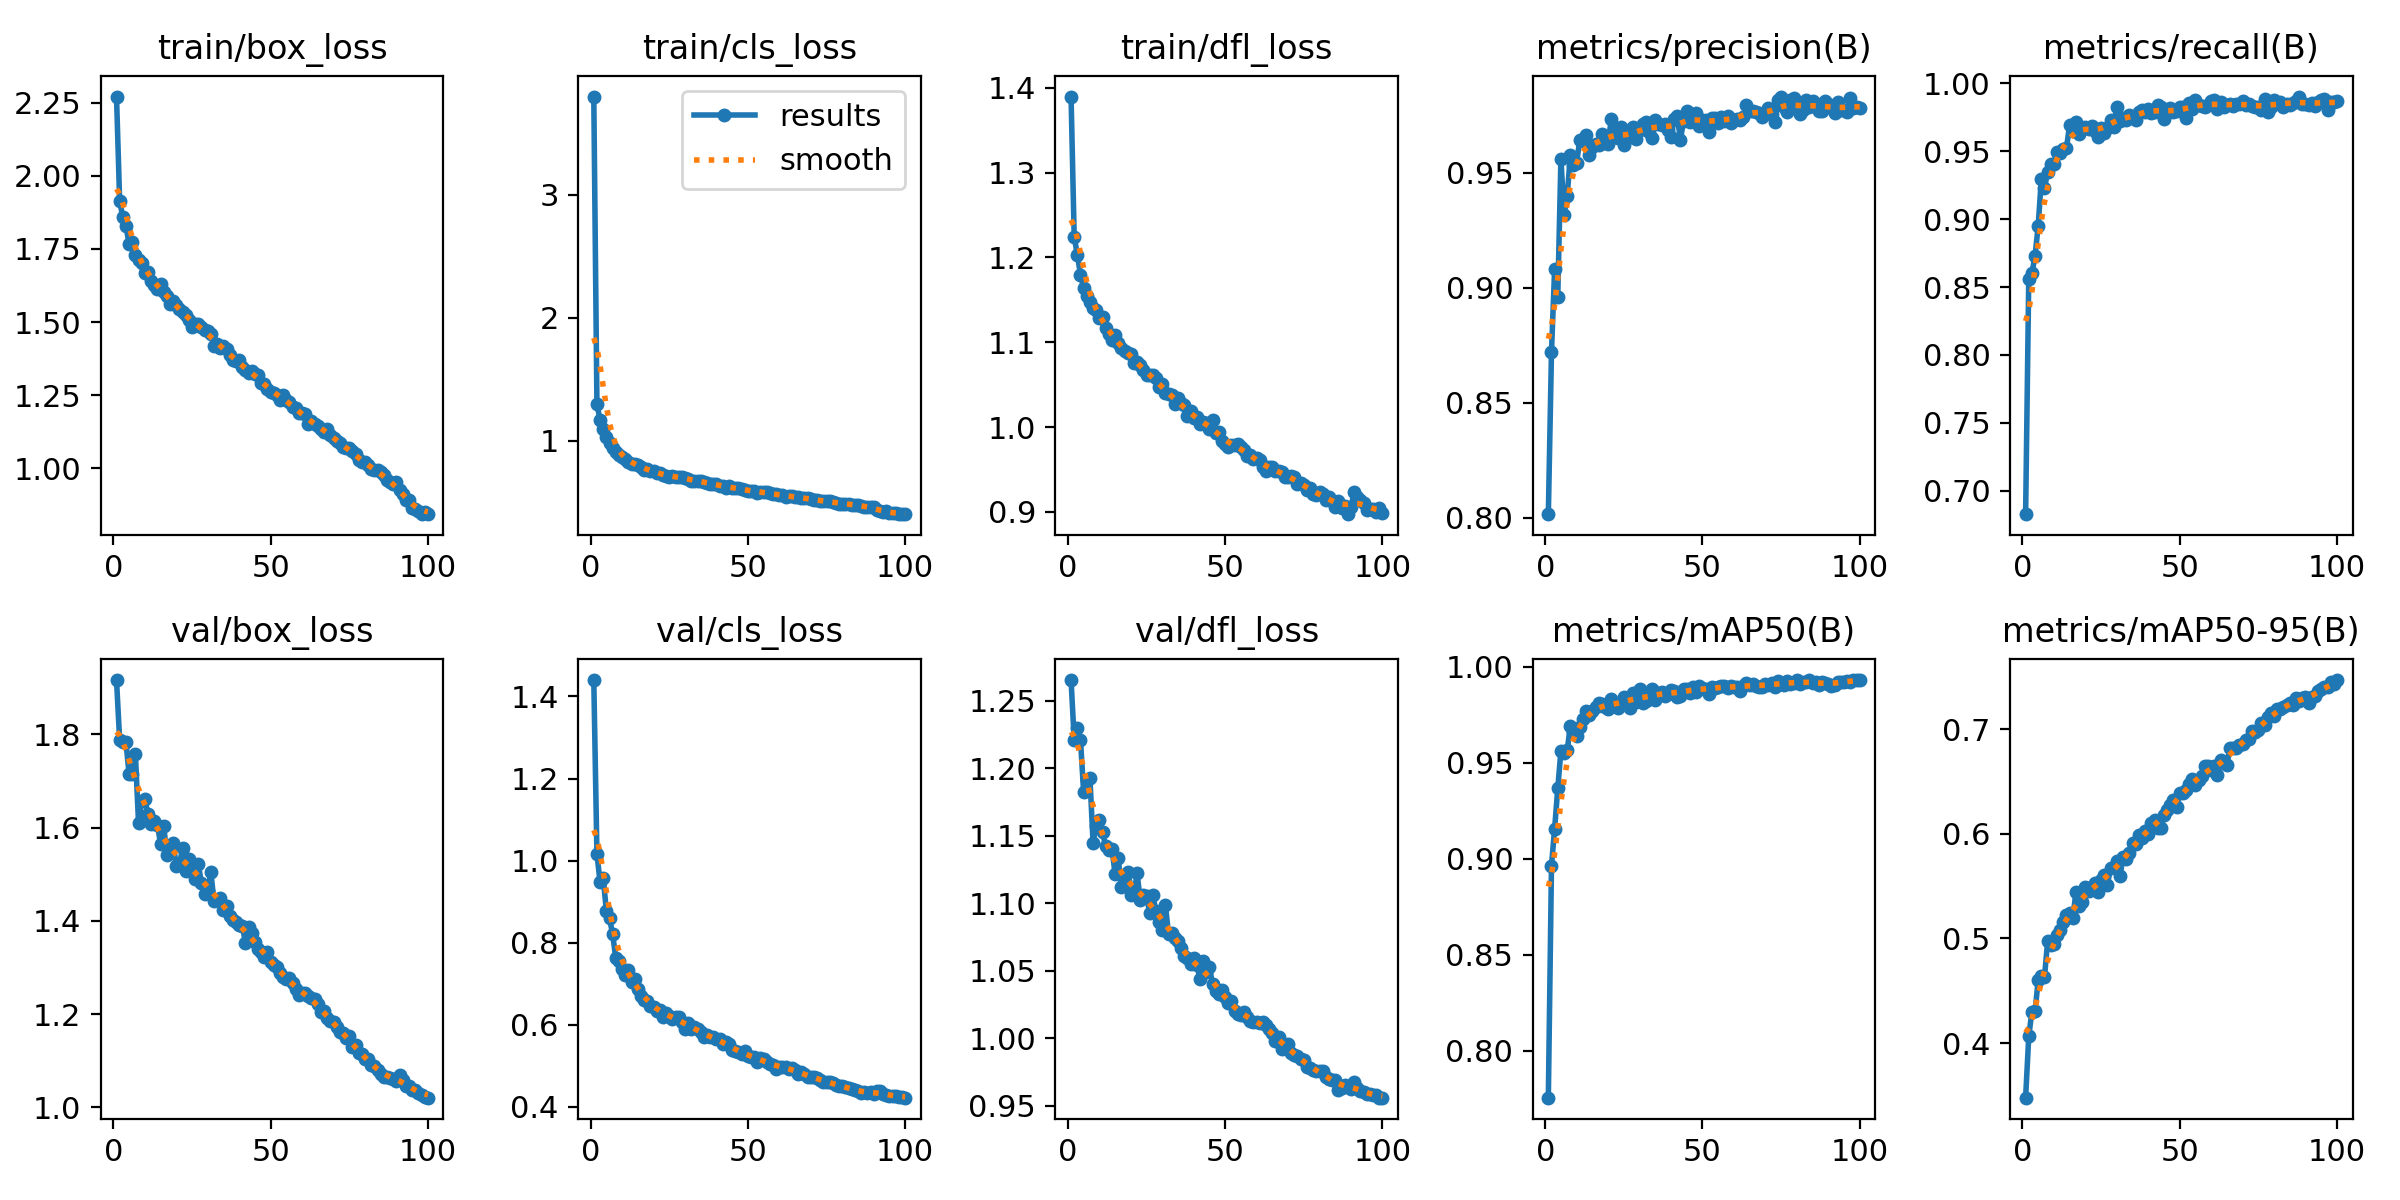 train/box_loss
2.25
2.00
1.75
1.50
1.25
1.00
0 50 100
train/cls_loss
results
smooth
3
2
1
0 50 100
train/dfl_loss
1.4
1.3
1.2
1.1
1.0
0.9
0 50 100
metrics/precision(B)
0.95
0.90
0.85
0.80
0 50 100
metrics/recall(B)
1.00
0.95
0.90
0.85
0.80
0.75
0.70
0 50 100
val/box_loss
1.8
1.6
1.4
1.2
1.0
0 50 100
val/cls_loss
1.4
1.2
1.0
0.8
0.6
0.4
0 50 100
val/dfl_loss
1.25
1.20
1.15
1.10
1.05
1.00
0.95
0 50 100
metrics/mAP50(B)
1.00
0.95
0.90
0.85
0.80
0 50 100
metrics/mAP50-95(B)
0.7
0.6
0.5
0.4
0 50 100